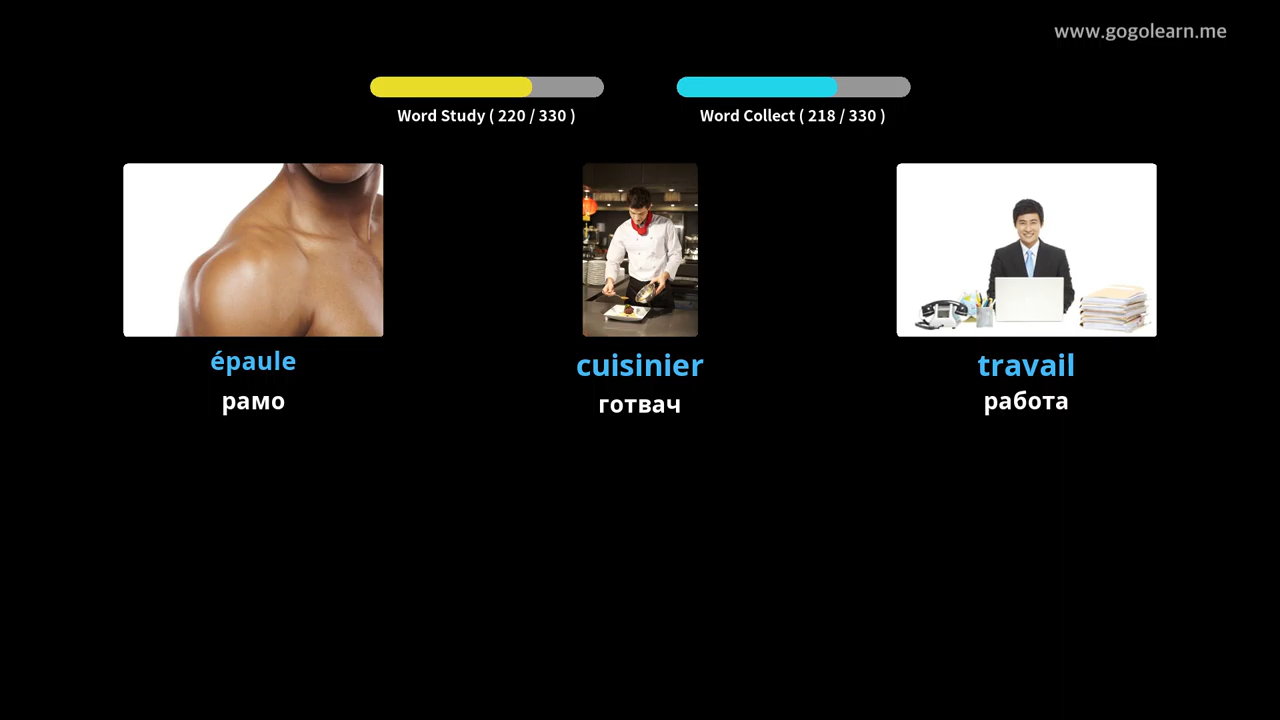 www.gogolearn.me
Word Study ( 220 / 330 )
Word Collect ( 218 / 330 )
épaule
cuisinier
travail
рамо
готвач
работа